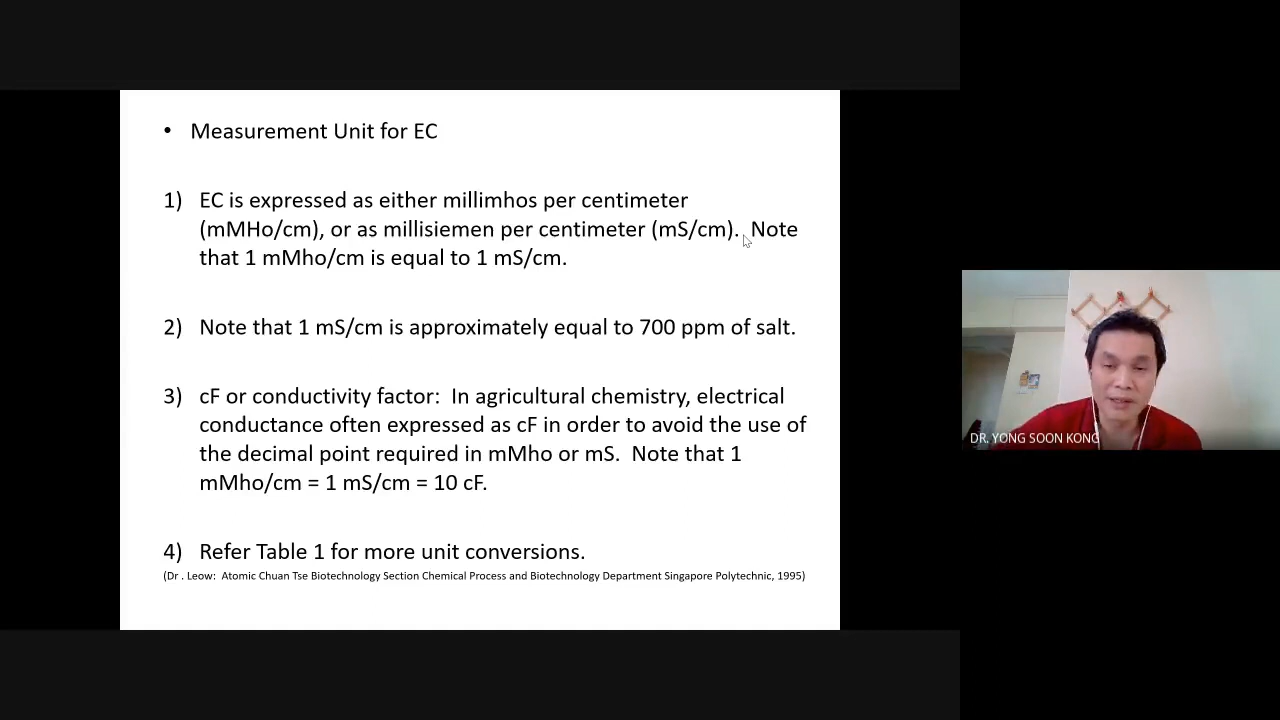 • Measurement Unit for EC
1) EC is expressed as either millimhos per centimeter
(mMHo/cm), or as millisiemen per centimeter (mS/cm).  Note
that 1 mMho/cm is equal to 1 mS/cm.
2) Note that 1 mS/cm is approximately equal to 700 ppm of salt.
3) cF or conductivity factor:  In agricultural chemistry, electrical
conductance often expressed as cF in order to avoid the use of
the decimal point required in mMho or mS.  Note that 1
mMho/cm = 1 mS/cm = 10 cF.
4) Refer Table 1 for more unit conversions.
(Dr . Leow:  Atomic Chuan Tse Biotechnology Section Chemical Process and Biotechnology Department Singapore Polytechnic, 1995)
DR. YONG SOON KONG